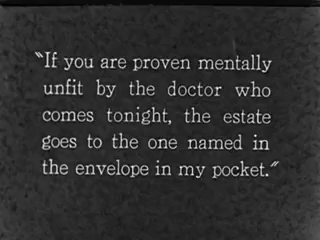 "If you are proven mentally
unfit by the doctor who
comes tonight, the estate
goes to the one named in
the envelope in my pocket."